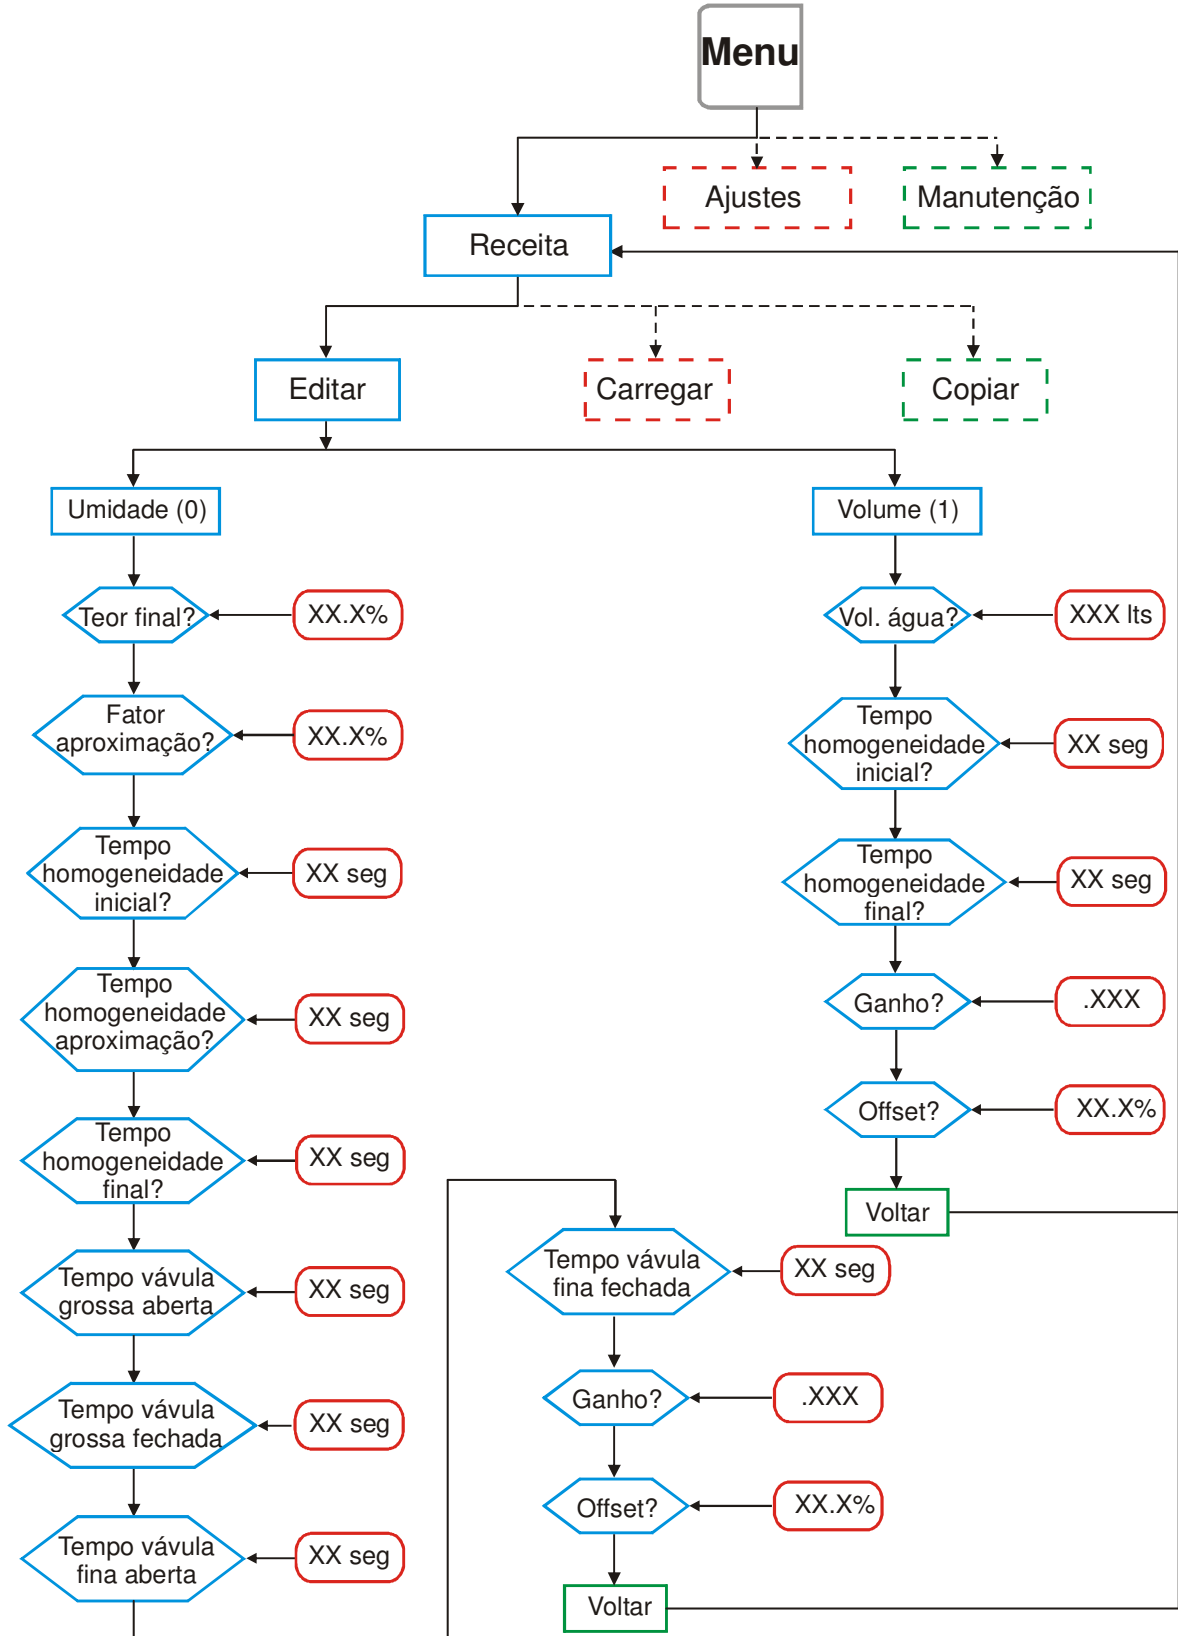 Menu
Ajustes
Manutenção
Receita
Editar
Carregar
Copiar
Umidade (0)
Volume (1)
Teor final?
XX.X%
Vol. água?
XXX lts
Fator
aproximação?
XX.X%
Tempo
homogeneidade
inicial?
XX seg
Tempo
homogeneidade
inicial?
XX seg
Tempo
homogeneidade
final?
XX seg
Tempo
homogeneidade
aproximação?
XX seg
Ganho?
.XXX
Offset?
XX.X%
Tempo
homogeneidade
final?
XX seg
Voltar
Tempo vávula
grossa aberta
XX seg
Tempo vávula
fina fechada
XX seg
Tempo vávula
grossa fechada
XX seg
Ganho?
.XXX
Offset?
XX.X%
Tempo vávula
fina aberta
XX seg
Voltar